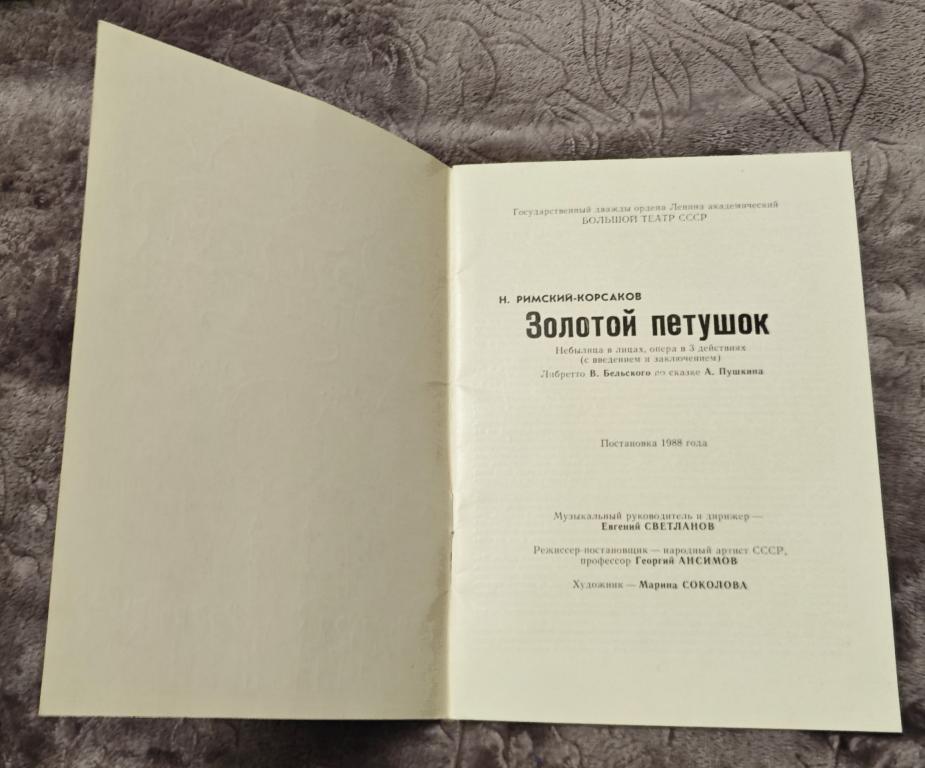 Государственный дважды ордена Ленина академический
БОЛЬШОЙ ТЕАТР СССР
Н. РИМСКИЙ-КОРСАКОВ
Золотой петушок
Небылица в лицах, опера в 3 действиях
(с введением и заключением)
Либретто В. Бельского по сказке А. Пушкина
Постановка 1988 года
Музыкальный руководитель и дирижер —
Евгений СВЕТЛАНОВ
Режиссер-постановщик — народный артист СССР,
профессор Георгий АНСИМОВ
Художник — Марина СОКОЛОВА